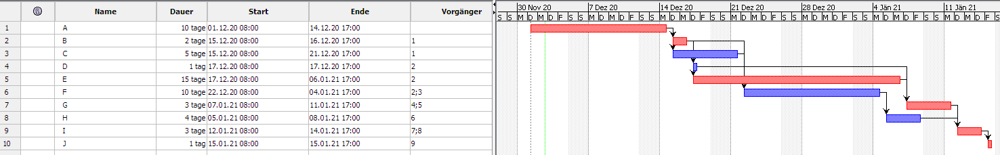 Name Dauer Start Ende Vorgänger
1 A 10 tage 01.12.20 08:00 14.12.20 17:00
2 B 2 tage 15.12.20 08:00 16.12.20 17:00 1
3 C 5 tage 15.12.20 08:00 21.12.20 17:00 1
4 D 1 tag 17.12.20 08:00 17.12.20 17:00 2
5 E 15 tage 17.12.20 08:00 06.01.21 17:00 2
6 F 10 tage 22.12.20 08:00 04.01.21 17:00 2;3
7 G 3 tage 07.01.21 08:00 11.01.21 17:00 4;5
8 H 4 tage 05.01.21 08:00 08.01.21 17:00 6
9 I 3 tage 12.01.21 08:00 14.01.21 17:00 7;8
10 J 1 tag 15.01.21 08:00 15.01.21 17:00 9
30 Nov 20 7 Dez 20 14 Dez 20 21 Dez 20 28 Dez 20 4 Jän 21 11 Jän 21
S S M D M D F S S M D M D F S S M D M D F S S M D M D F S S M D M D F S S M D M D F S S M D M D F S